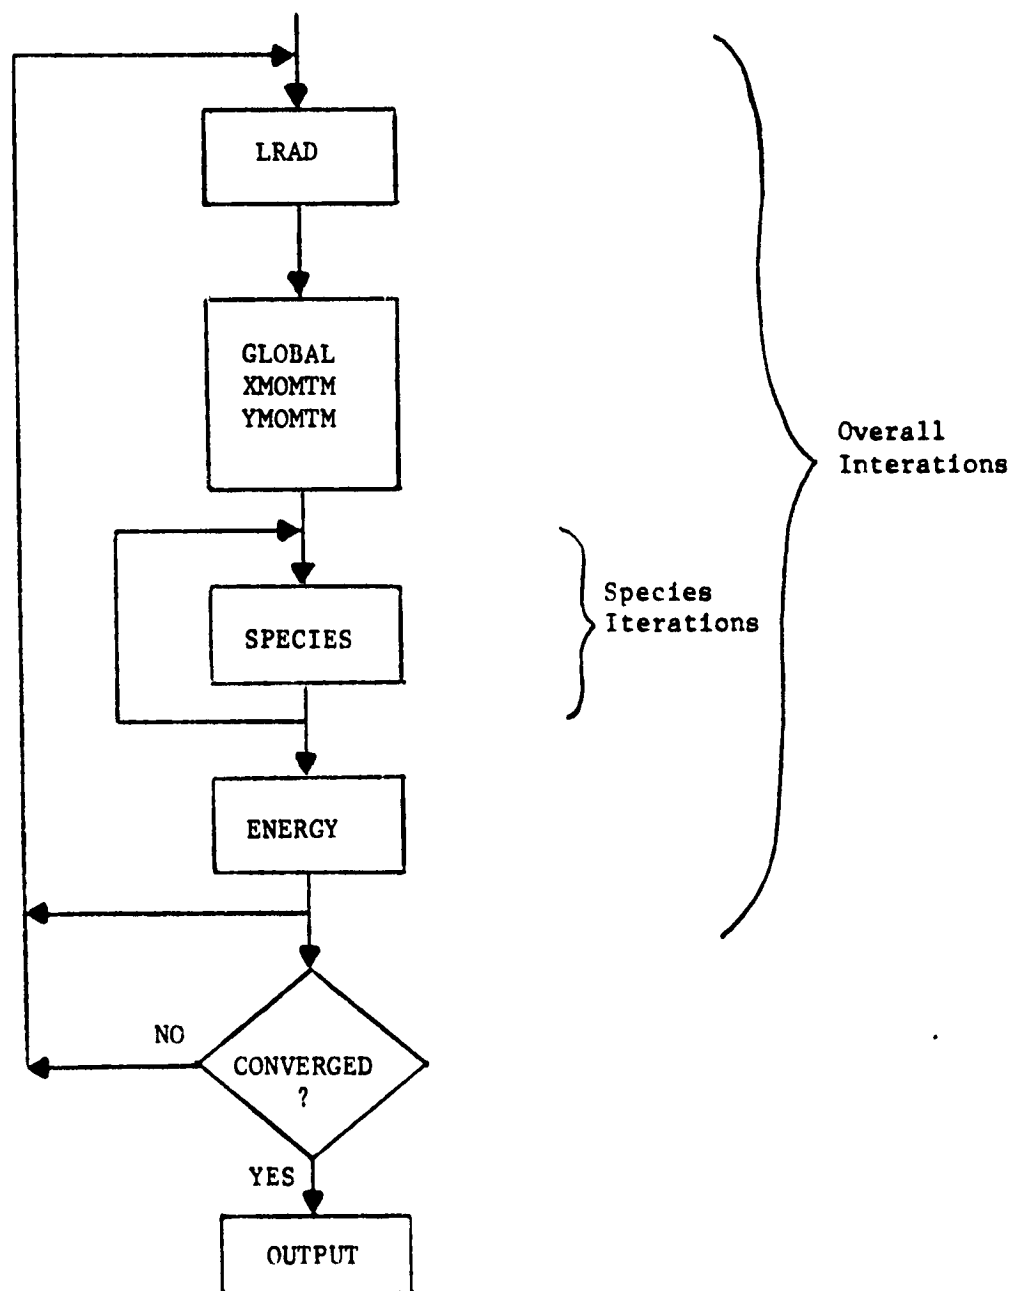 LRAD
GLOBAL
XMOMTM
YMOMTM
Overall
Interations
Species
Iterations
SPECIES
ENERGY
NO
CONVERGED
?
YES
OUTPUT